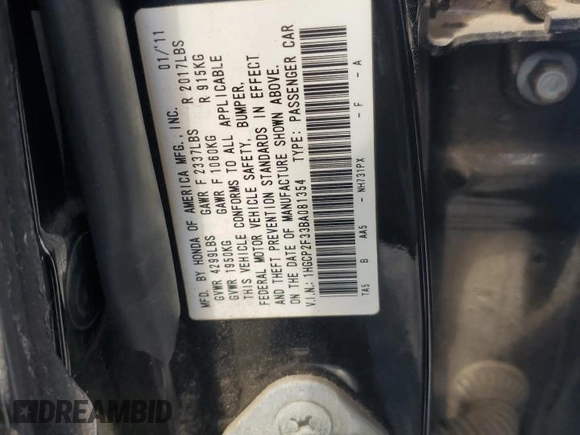 MFD. BY HONDA OF AMERICA MFG., INC. 01/'11
GVWR 4299LBS GAWR F 2337LBS R 2017LBS
GVWR 1950KG GAWR F 1060KG R 915KG
THIS VEHICLE CONFORMS TO ALL APPLICABLE
FEDERAL MOTOR VEHICLE SAFETY, BUMPER,
AND THEFT PREVENTION STANDARDS IN EFFECT
ON THE DATE OF MANUFACTURE SHOWN ABOVE.
V.I.N.: 1HGCP2F33BA081354 TYPE: PASSENGER CAR
TA5 B AA5 - NH731PX - F - A
DREAMBID